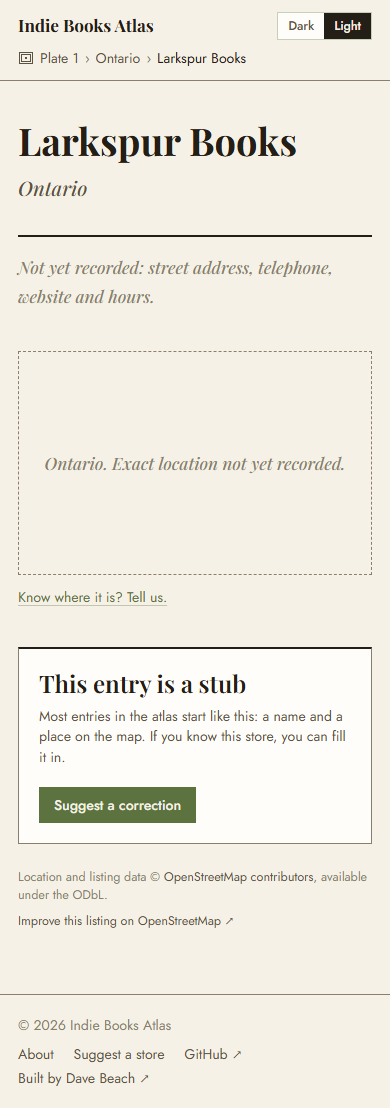 Indie Books Atlas
Dark Light
Plate 1 › Ontario › Larkspur Books
Larkspur Books
Ontario
Not yet recorded: street address, telephone,
website and hours.
Ontario. Exact location not yet recorded.
Know where it is? Tell us.
This entry is a stub
Most entries in the atlas start like this: a name and a
place on the map. If you know this store, you can fill
it in.
Suggest a correction
Location and listing data © OpenStreetMap contributors, available
under the ODbL.
Improve this listing on OpenStreetMap ↗
© 2026 Indie Books Atlas
About Suggest a store GitHub ↗
Built by Dave Beach ↗